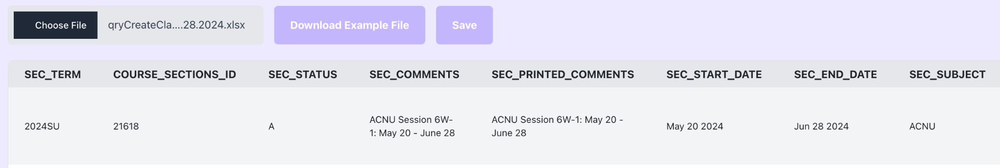 Choose File qryCreateCla....28.2024.xlsx Download Example File Save
SEC_TERM COURSE_SECTIONS_ID SEC_STATUS SEC_COMMENTS SEC_PRINTED_COMMENTS SEC_START_DATE SEC_END_DATE SEC_SUBJECT
2024SU 21618 A ACNU Session 6W-
1: May 20 - June 28 ACNU Session 6W-1: May 20 -
June 28 May 20 2024 Jun 28 2024 ACNU